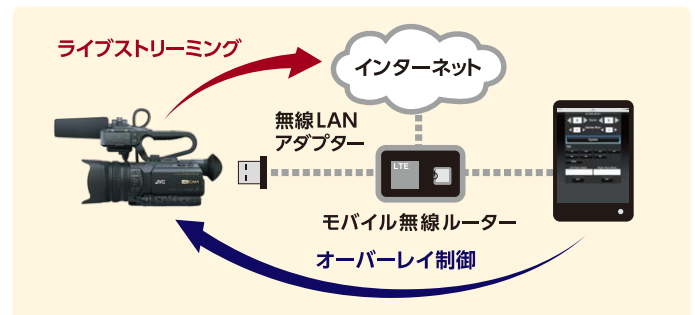 ライブストリーミング
インターネット
無線LAN
アダプター
LTE
JVC
モバイル無線ルーター
オーバーレイ制御